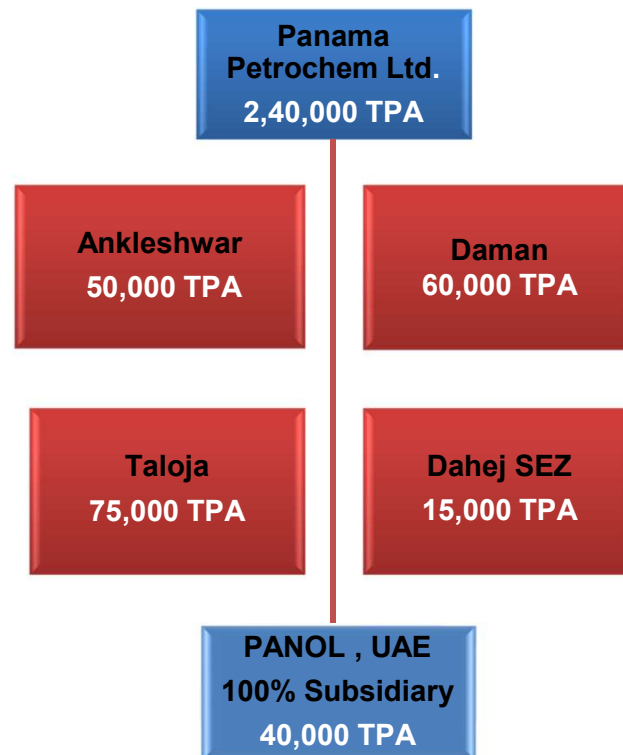 Panama
Petrochem Ltd.
2,40,000 TPA
Ankleshwar
50,000 TPA
Daman
60,000 TPA
Taloja
75,000 TPA
Dahej SEZ
15,000 TPA
PANOL , UAE
100% Subsidiary
40,000 TPA